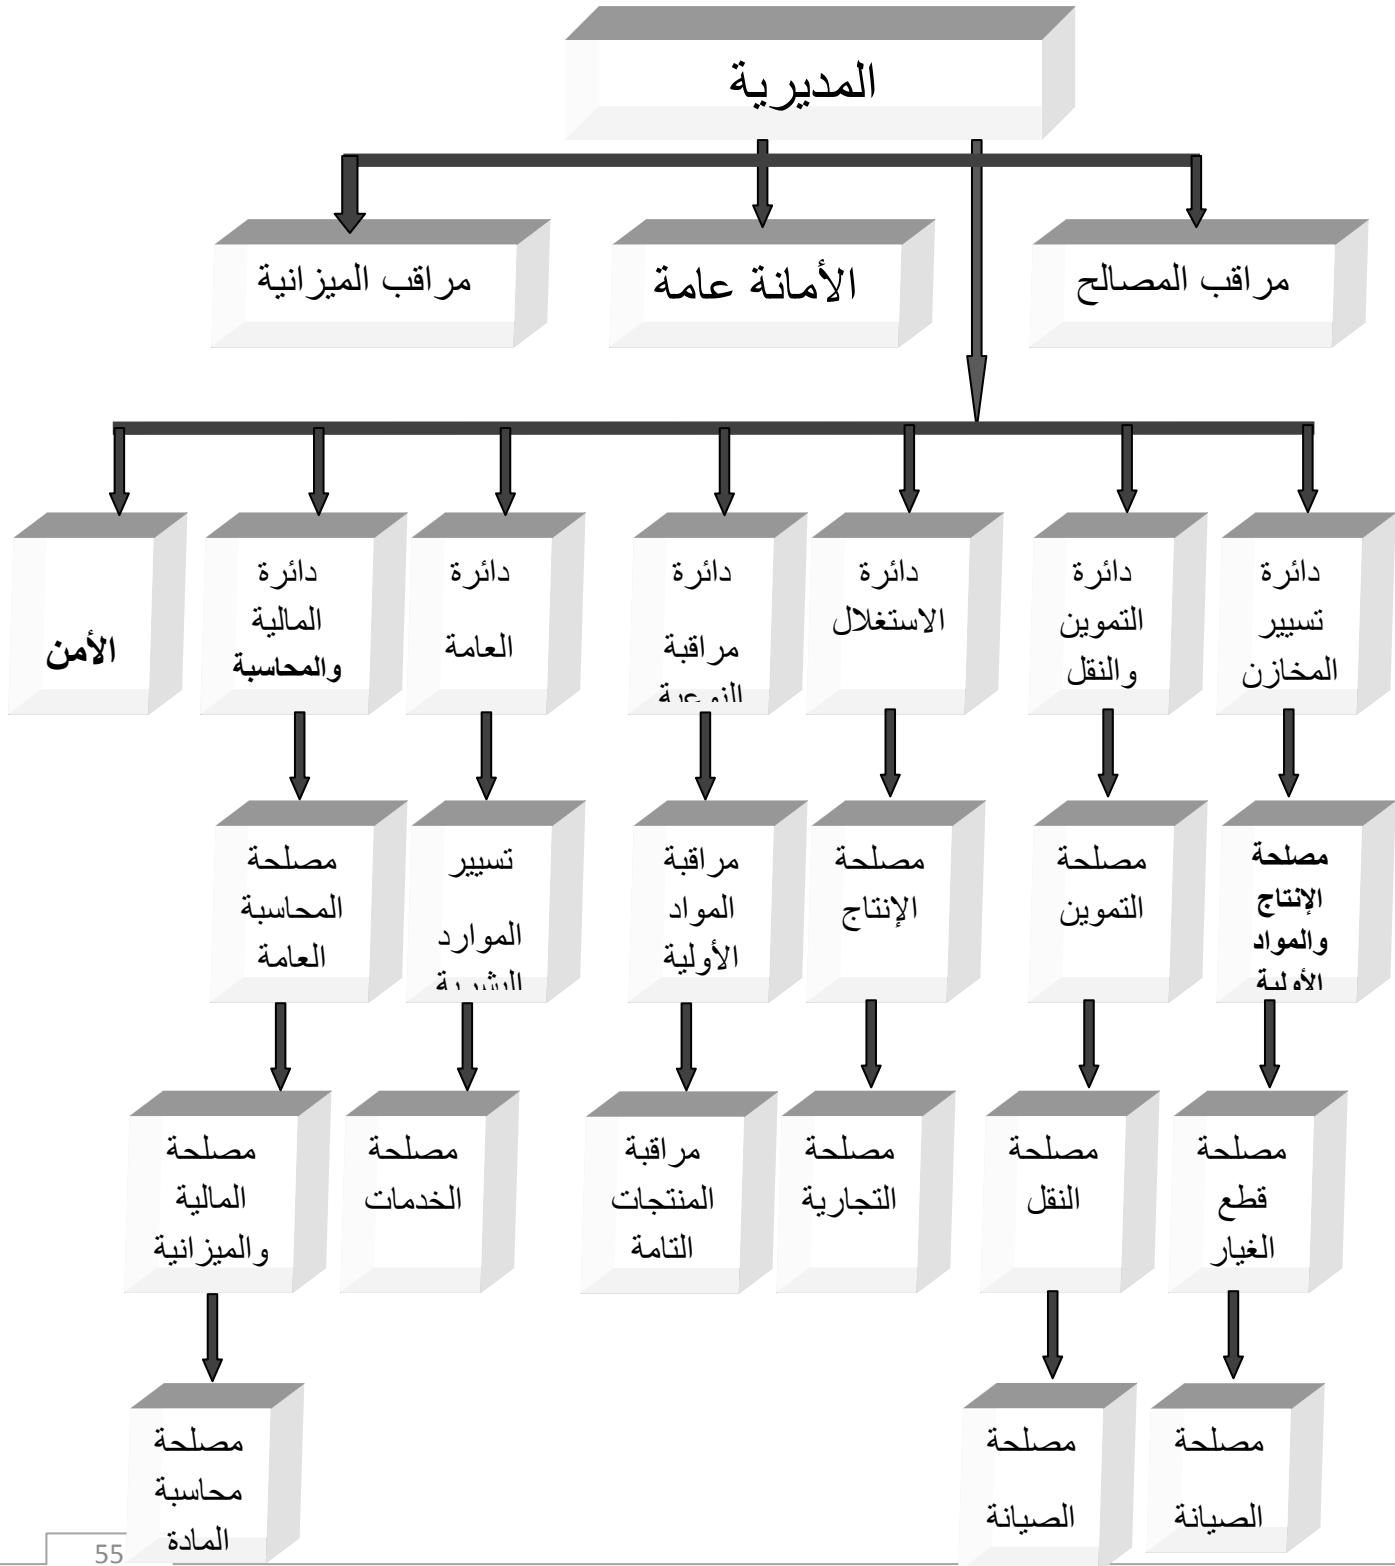 المديرية
مراقب المصالح
الأمانة عامة
مراقب الميزانية
دائرة
تسيير
المخازن
دائرة
التموين
والنقل
دائرة
الاستغلال
دائرة
مراقبة
النوعية
دائرة
العامة
دائرة
المالية
والمحاسبة
الأمن
مصلحة
الإنتاج
والمواد
الأولية
مصلحة
التموين
مصلحة
الإنتاج
مراقبة
المواد
الأولية
تسيير
الموارد
البشرية
مصلحة
المحاسبة
العامة
مصلحة
قطع
الغيار
مصلحة
النقل
مصلحة
التجارية
مراقبة
المنتجات
التامة
مصلحة
الخدمات
مصلحة
المالية
والميزانية
مصلحة
الصيانة
مصلحة
الصيانة
مصلحة
محاسبة
المادة
55